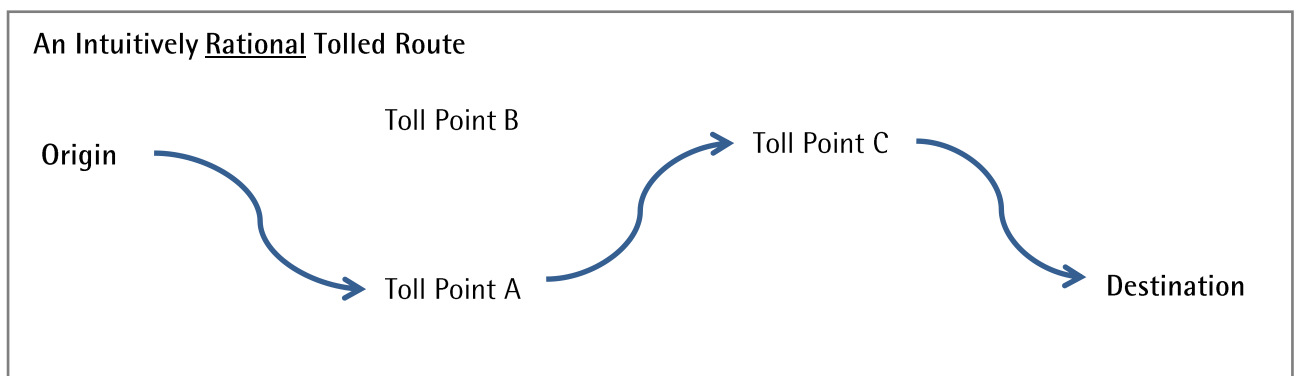 An Intuitively Rational Tolled Route
Toll Point B
Origin
Toll Point C
Toll Point A
Destination